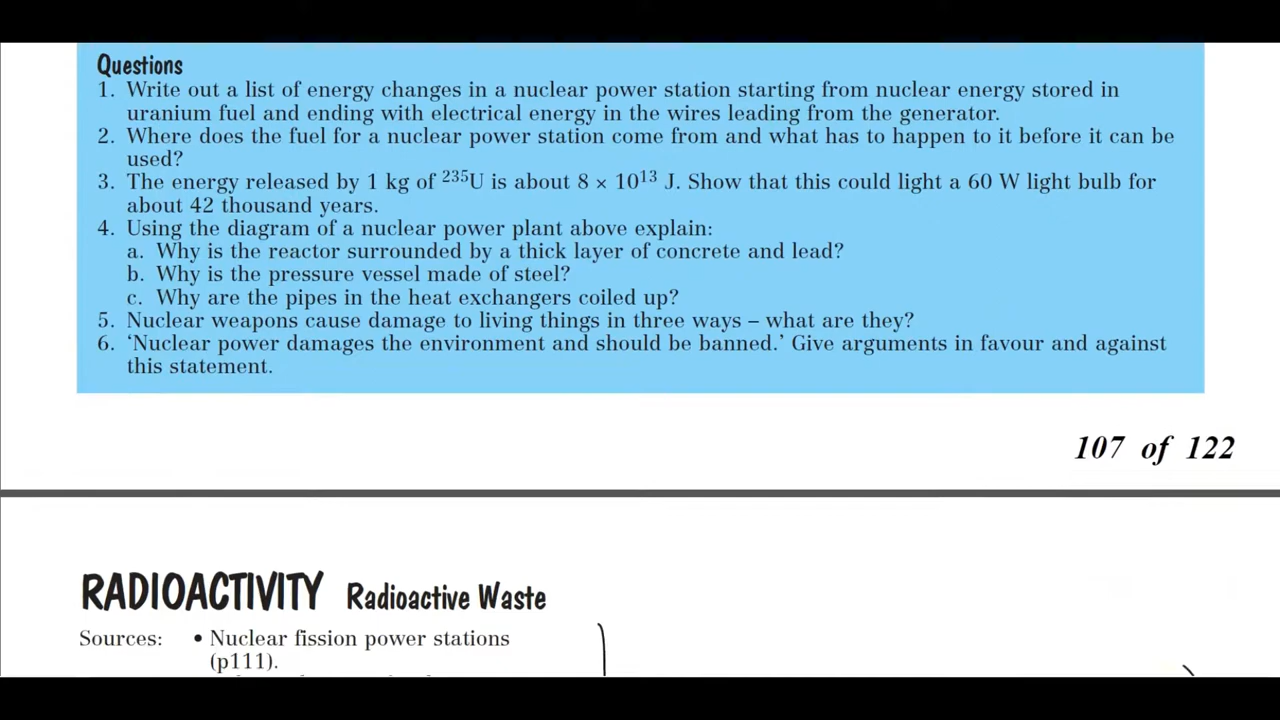 Questions
1. Write out a list of energy changes in a nuclear power station starting from nuclear energy stored in
uranium fuel and ending with electrical energy in the wires leading from the generator.
2. Where does the fuel for a nuclear power station come from and what has to happen to it before it can be
used?
3. The energy released by 1 kg of ²³⁵U is about 8 × 10¹³ J. Show that this could light a 60 W light bulb for
about 42 thousand years.
4. Using the diagram of a nuclear power plant above explain:
a. Why is the reactor surrounded by a thick layer of concrete and lead?
b. Why is the pressure vessel made of steel?
c. Why are the pipes in the heat exchangers coiled up?
5. Nuclear weapons cause damage to living things in three ways – what are they?
6. ‘Nuclear power damages the environment and should be banned.’ Give arguments in favour and against
this statement.
107 of 122
RADIOACTIVITY Radioactive Waste
Sources: • Nuclear fission power stations
(p111).